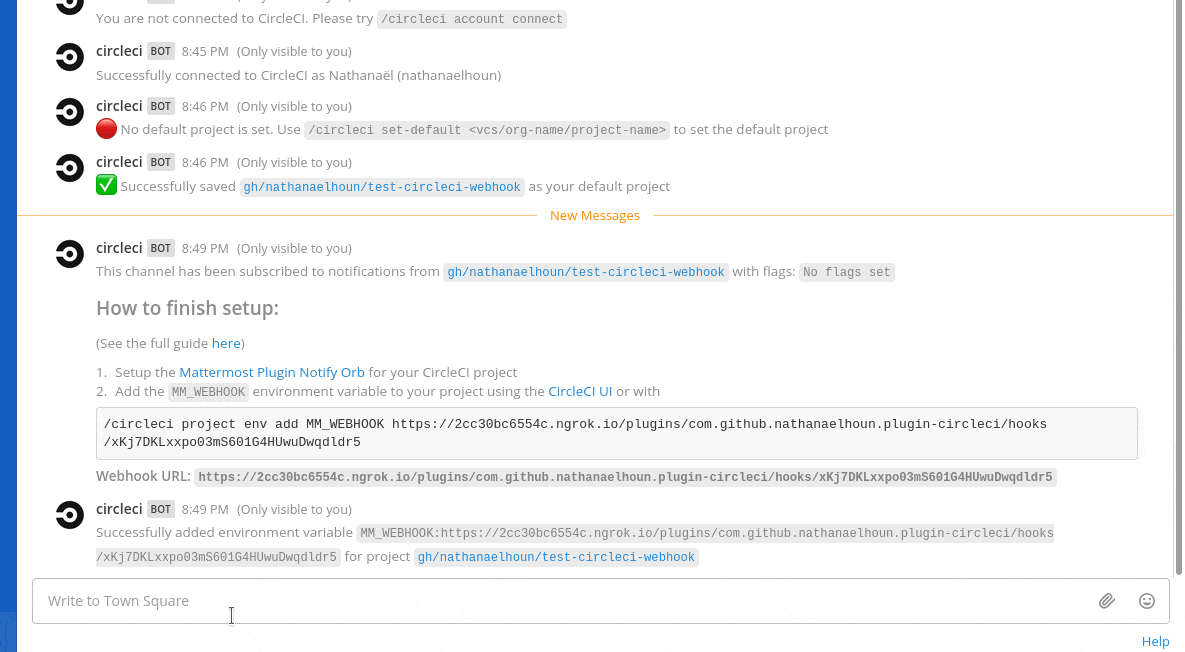 You are not connected to CircleCI. Please try /circleci account connect
circleci BOT 8:45 PM (Only visible to you)
Successfully connected to CircleCI as Nathanaël (nathanaelhoun)
circleci BOT 8:46 PM (Only visible to you)
No default project is set. Use /circleci set-default <vcs/org-name/project-name> to set the default project
circleci BOT 8:46 PM (Only visible to you)
Successfully saved gh/nathanaelhoun/test-circleci-webhook as your default project
New Messages
circleci BOT 8:49 PM (Only visible to you)
This channel has been subscribed to notifications from gh/nathanaelhoun/test-circleci-webhook with flags: No flags set
How to finish setup:
(See the full guide here)
1. Setup the Mattermost Plugin Notify Orb for your CircleCI project
2. Add the MM_WEBHOOK environment variable to your project using the CircleCI UI or with
/circleci project env add MM_WEBHOOK https://2cc30bc6554c.ngrok.io/plugins/com.github.nathanaelhoun.plugin-circleci/hooks
/xKj7DKLxxpo03mS601G4HUwuDwqdldr5
Webhook URL: https://2cc30bc6554c.ngrok.io/plugins/com.github.nathanaelhoun.plugin-circleci/hooks/xKj7DKLxxpo03mS601G4HUwuDwqdldr5
circleci BOT 8:49 PM (Only visible to you)
Successfully added environment variable MM_WEBHOOK:https://2cc30bc6554c.ngrok.io/plugins/com.github.nathanaelhoun.plugin-circleci/hooks
/xKj7DKLxxpo03mS601G4HUwuDwqdldr5 for project gh/nathanaelhoun/test-circleci-webhook
Write to Town Square
Help